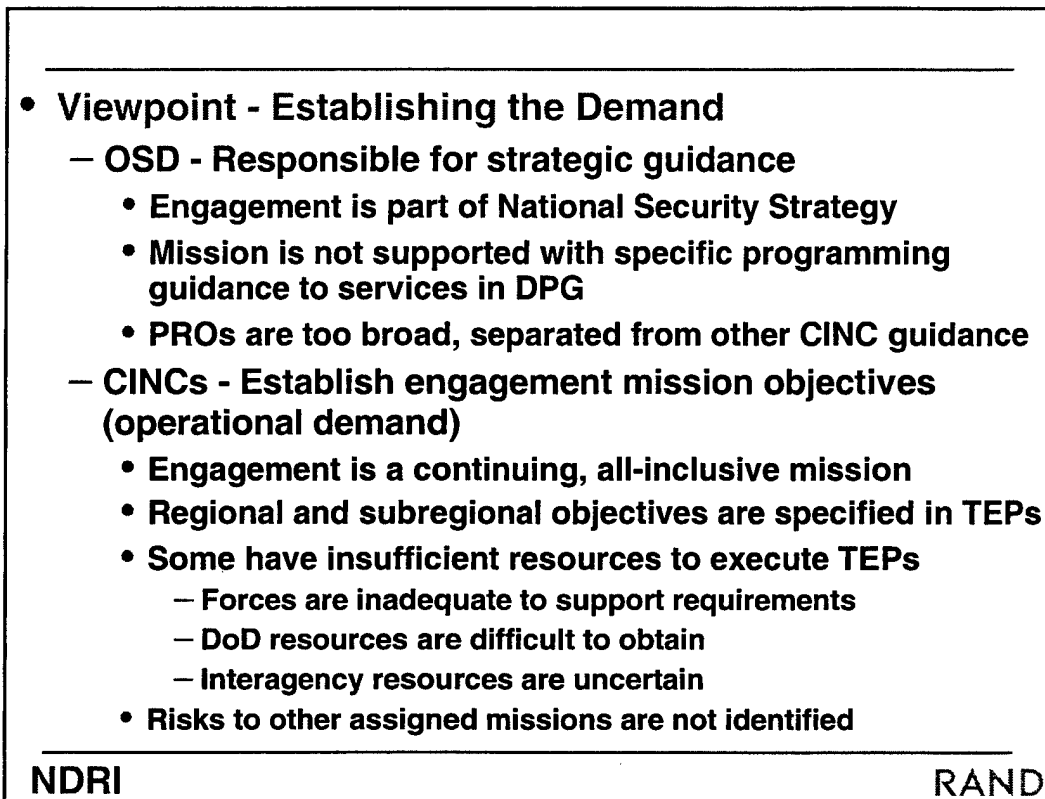 • Viewpoint - Establishing the Demand
– OSD - Responsible for strategic guidance
• Engagement is part of National Security Strategy
• Mission is not supported with specific programming
guidance to services in DPG
• PROs are too broad, separated from other CINC guidance
– CINCs - Establish engagement mission objectives
(operational demand)
• Engagement is a continuing, all-inclusive mission
• Regional and subregional objectives are specified in TEPs
• Some have insufficient resources to execute TEPs
– Forces are inadequate to support requirements
– DoD resources are difficult to obtain
– Interagency resources are uncertain
• Risks to other assigned missions are not identified
NDRI RAND